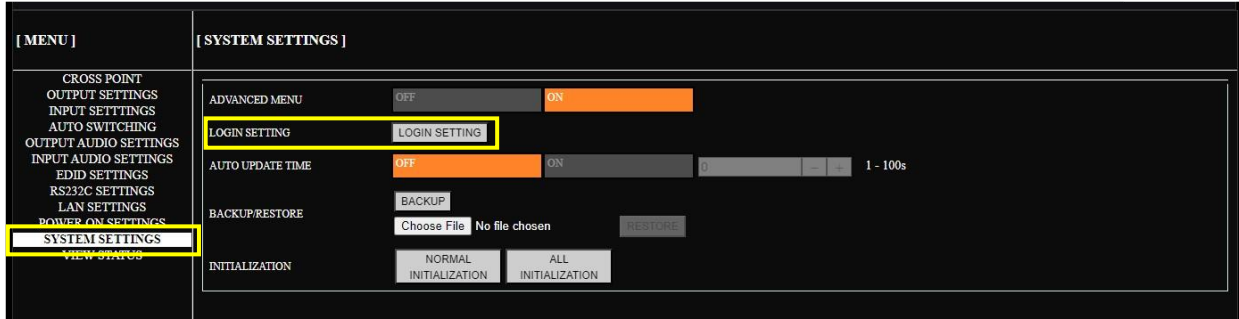 [ MENU ]
[ SYSTEM SETTINGS ]
CROSS POINT
OUTPUT SETTINGS
INPUT SETTTINGS
AUTO SWITCHING
OUTPUT AUDIO SETTINGS
INPUT AUDIO SETTINGS
EDID SETTINGS
RS232C SETTINGS
LAN SETTINGS
POWER ON SETTINGS
SYSTEM SETTINGS
VIEW STATUS
ADVANCED MENU OFF ON
LOGIN SETTING LOGIN SETTING
AUTO UPDATE TIME OFF ON 0 - + 1 - 100s
BACKUP/RESTORE
BACKUP
Choose File No file chosen RESTORE
INITIALIZATION
NORMAL
INITIALIZATION
ALL
INITIALIZATION